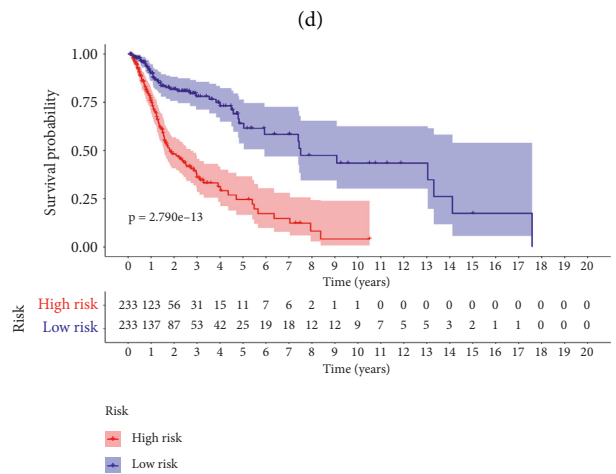 (d)
1.00
0.75
0.50
0.25
0.00
Survival probability
p = 2.790e–13
0 1 2 3 4 5 6 7 8 9 10 11 12 13 14 15 16 17 18 19 20
Time (years)
Risk
High risk 233 123 56 31 15 11 7 6 2 1 1 0 0 0 0 0 0 0 0 0 0
Low risk 233 137 87 53 42 25 19 18 12 12 9 7 5 5 3 2 1 1 0 0 0
0 1 2 3 4 5 6 7 8 9 10 11 12 13 14 15 16 17 18 19 20
Time (years)
Risk
High risk
Low risk